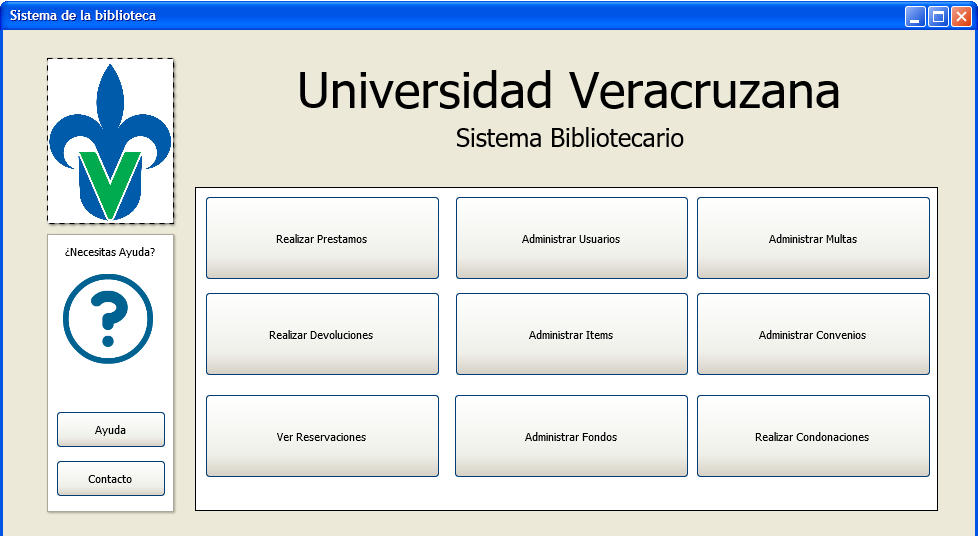 Sistema de la biblioteca
Universidad Veracruzana
Sistema Bibliotecario
¿Necesitas Ayuda?
?
Ayuda
Contacto
Realizar Prestamos
Administrar Usuarios
Administrar Multas
Realizar Devoluciones
Administrar Items
Administrar Convenios
Ver Reservaciones
Administrar Fondos
Realizar Condonaciones